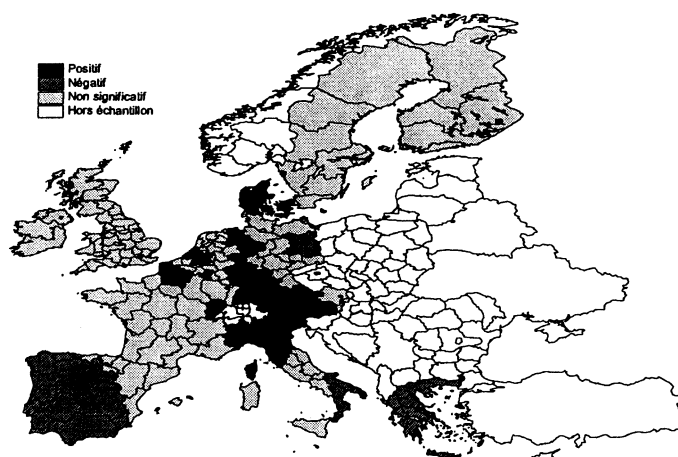 Positif
Négatif
Non significatif
Hors échantillon